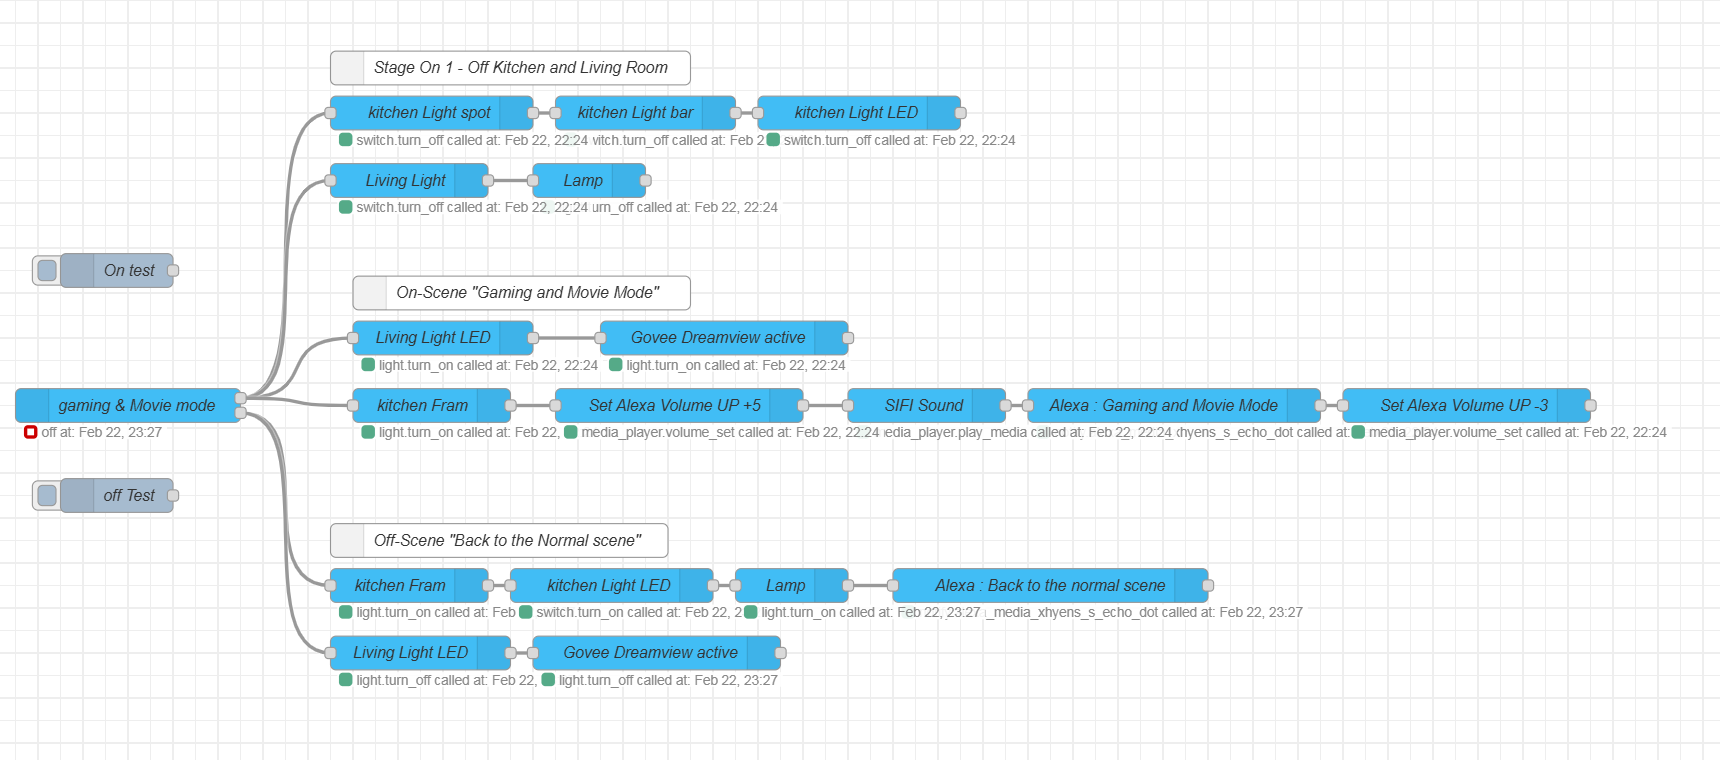 Stage On 1 - Off Kitchen and Living Room
kitchen Light spot kitchen Light bar kitchen Light LED
switch.turn_off called at: Feb 22, 22:24 called at: Feb switch.turn_off called at: Feb 22, 22:24
Living Light Lamp
switch.turn_off called at: Feb 22, 22:24 called at: Feb 22, 22:24
On test
On-Scene "Gaming and Movie Mode"
Living Light LED Govee Dreamview active
light.turn_on called at: Feb 22, 22:24 light.turn_on called at: Feb 22, 22:24
gaming & Movie mode kitchen Fram Set Alexa Volume UP +5 SIFI Sound Alexa : Gaming and Movie Mode Set Alexa Volume UP -3
off at: Feb 22, 23:27 light.turn_on called at: Feb 22, media_player.volume_set called at: Feb 22, 22:24 called at: Feb 22, 22:24 called at: media_player.volume_set called at: Feb 22, 22:24
off Test
Off-Scene "Back to the Normal scene"
kitchen Fram kitchen Light LED Lamp Alexa : Back to the normal scene
light.turn_on called at: Feb switch.turn_on called at: Feb 22, 2 light.turn_on called at: Feb 22, 23:27 _media_xhyens_s_echo_dot called at: Feb 22, 23:27
Living Light LED Govee Dreamview active
light.turn_off called at: Feb 22, light.turn_off called at: Feb 22, 23:27